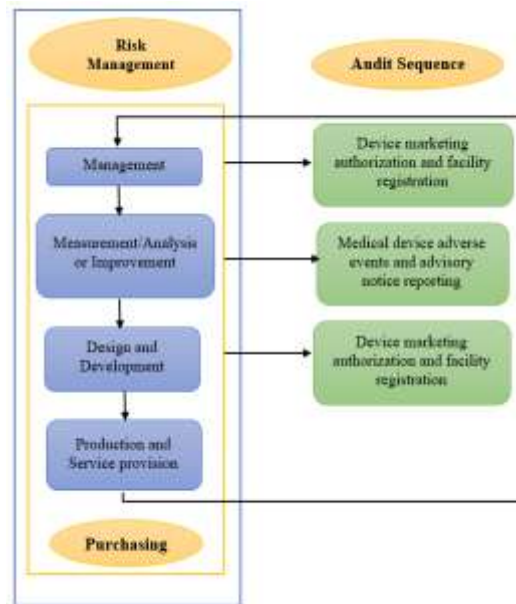 Risk
Management
Audit Sequence
Management
Device marketing
authorization and facility
registration
Measurement/Analysis
or Improvement
Medical device adverse
events and advisory
notice reporting
Design and
Development
Device marketing
authorization and facility
registration
Production and
Service provision
Purchasing